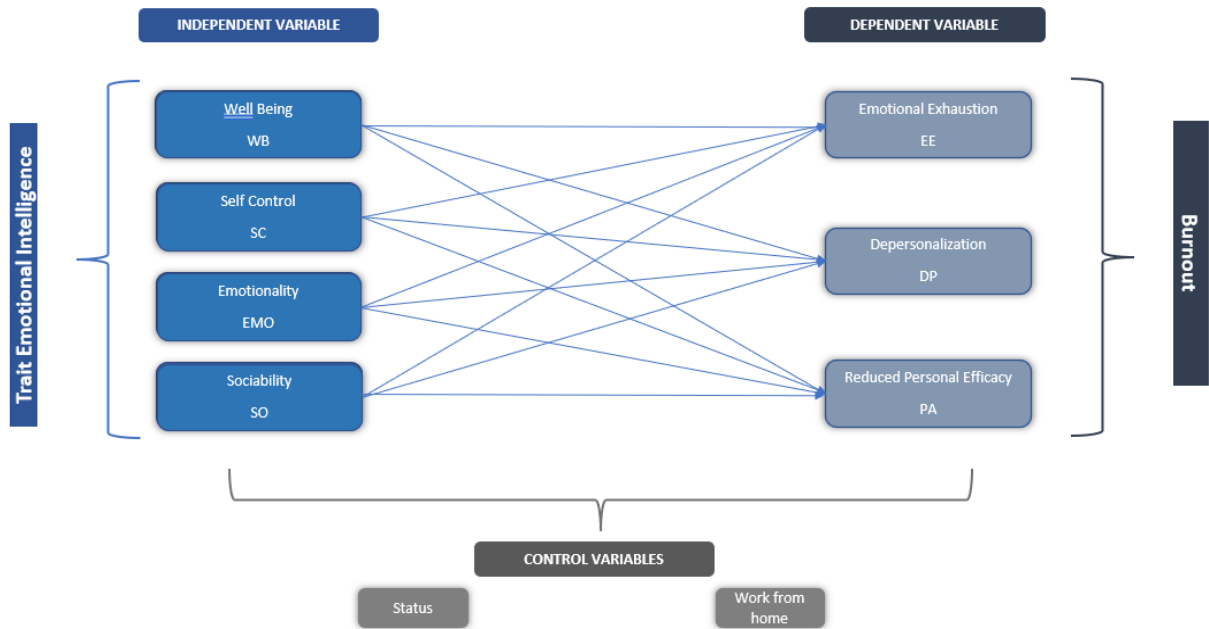 INDEPENDENT VARIABLE
DEPENDENT VARIABLE
Trait Emotional Intelligence
Well Being
WB
Self Control
SC
Emotionality
EMO
Sociability
SO
Emotional Exhaustion
EE
Depersonalization
DP
Reduced Personal Efficacy
PA
Burnout
CONTROL VARIABLES
Status
Work from
home